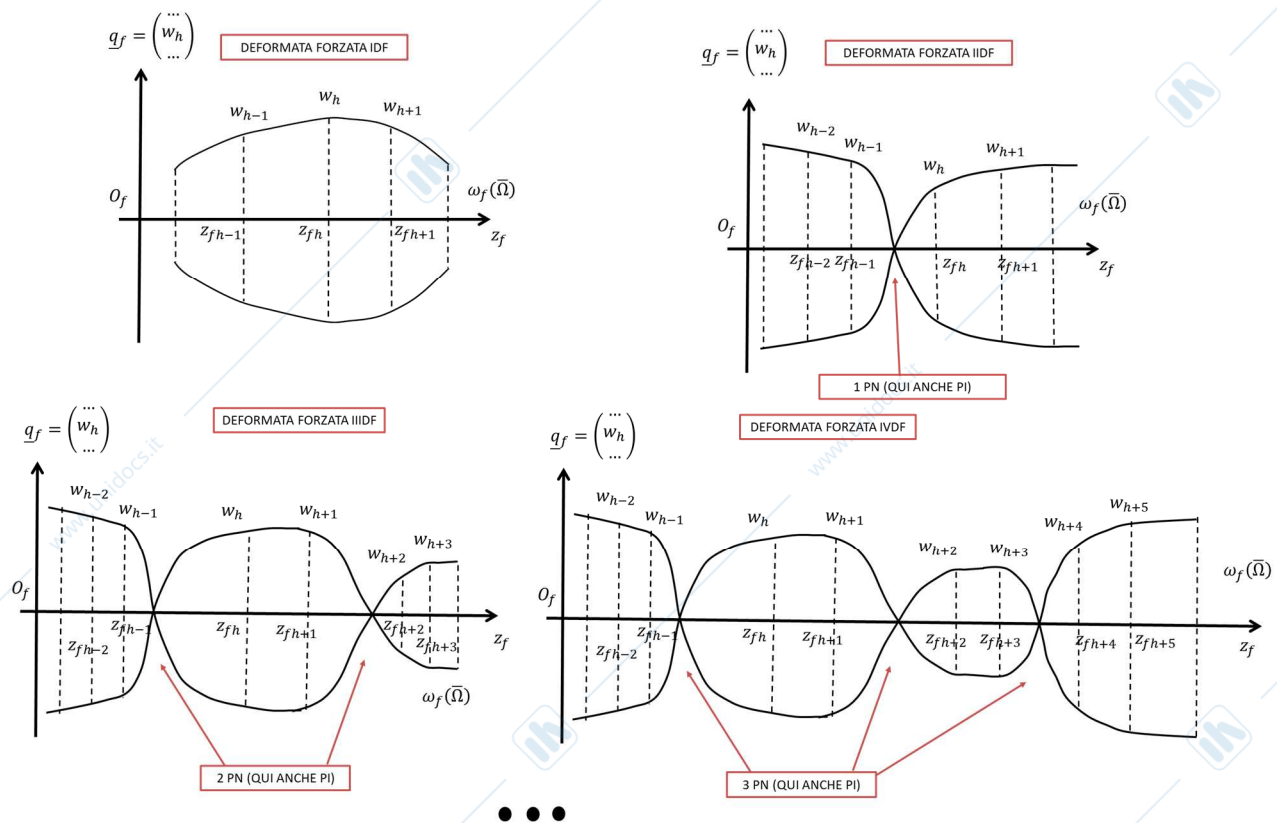 q_f = (... w_h ...)
DEFORMATA FORZATA IDF
w_{h-1} w_h w_{h+1}
O_f ω_f(Ω̅)
z_{fh-1} z_{fh} z_{fh+1} z_f
q_f = (... w_h ...)
DEFORMATA FORZATA IIDF
w_{h-2} w_{h-1} w_h w_{h+1}
O_f ω_f(Ω̅)
z_{fh-2} z_{fh-1} z_{fh} z_{fh+1} z_f
1 PN (QUI ANCHE PI)
q_f = (... w_h ...)
DEFORMATA FORZATA IIIDF
w_{h-2} w_{h-1} w_h w_{h+1} w_{h+2} w_{h+3}
O_f
z_{fh-2} z_{fh-1} z_{fh} z_{fh+1} z_{fh+2} z_{fh+3} z_f
ω_f(Ω̅)
2 PN (QUI ANCHE PI)
q_f = (... w_h ...)
DEFORMATA FORZATA IVDF
w_{h-2} w_{h-1} w_h w_{h+1} w_{h+2} w_{h+3} w_{h+4} w_{h+5}
O_f ω_f(Ω̅)
z_{fh-2} z_{fh-1} z_{fh} z_{fh+1} z_{fh+2} z_{fh+3} z_{fh+4} z_{fh+5} z_f
3 PN (QUI ANCHE PI)
www.unidocs.it
www.unidocs.it